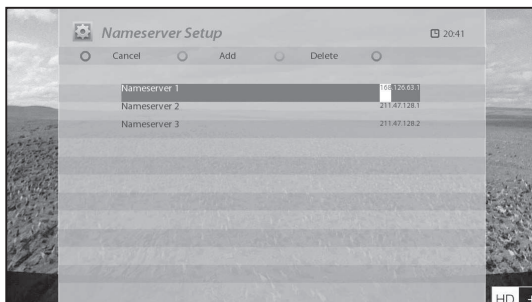 Nameserver Setup 20:41
Cancel Add Delete
Nameserver 1 168.126.63.1
Nameserver 2 211.47.128.1
Nameserver 3 211.47.128.2
HD